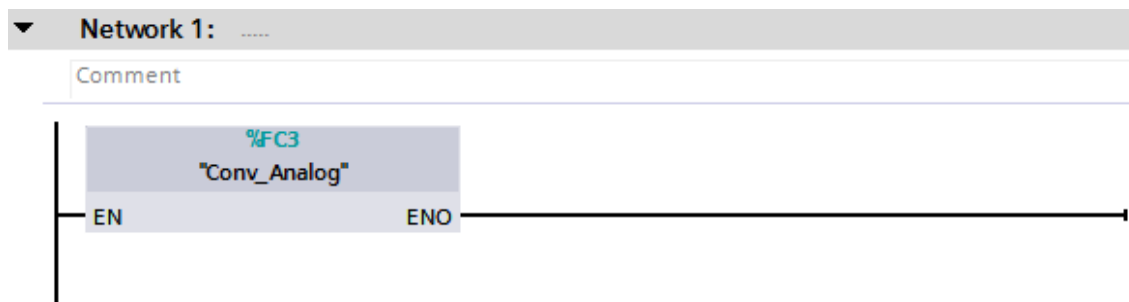 Network 1: .....
Comment
%FC3
"Conv_Analog"
EN ENO